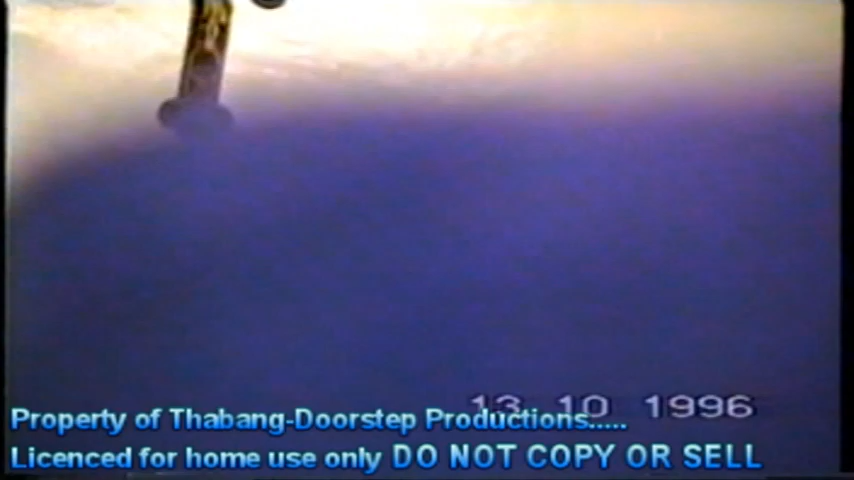 13 10 1996
Property of Thabang-Doorstep Productions.....
Licenced for home use only DO NOT COPY OR SELL